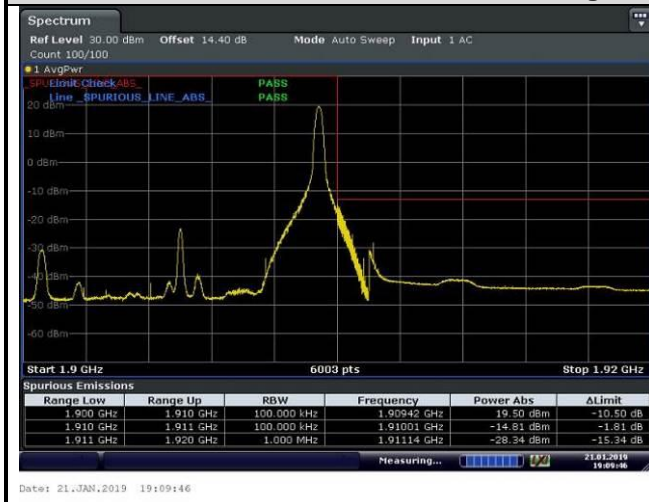 Spectrum
Ref Level 30.00 dBm Offset 14.40 dB Mode Auto Sweep Input 1 AC
Count 100/100
1 AvgPwr
Limit Check PASS
Line _SPURIOUS_LINE_ABS_ PASS
20 dBm
10 dBm
0 dBm
-10 dBm
-20 dBm
-30 dBm
-40 dBm
-60 dBm
Start 1.9 GHz 6003 pts Stop 1.92 GHz
Spurious Emissions
Range Low Range Up RBW Frequency Power Abs ΔLimit
1.900 GHz 1.910 GHz 100.000 kHz 1.90942 GHz 19.50 dBm -10.50 dB
1.910 GHz 1.911 GHz 100.000 kHz 1.91001 GHz -14.81 dBm -1.81 dB
1.911 GHz 1.920 GHz 1.000 MHz 1.91114 GHz -28.34 dBm -15.34 dB
Measuring... 21.01.2019
19:09:46
Date: 21.JAN.2019 19:09:46